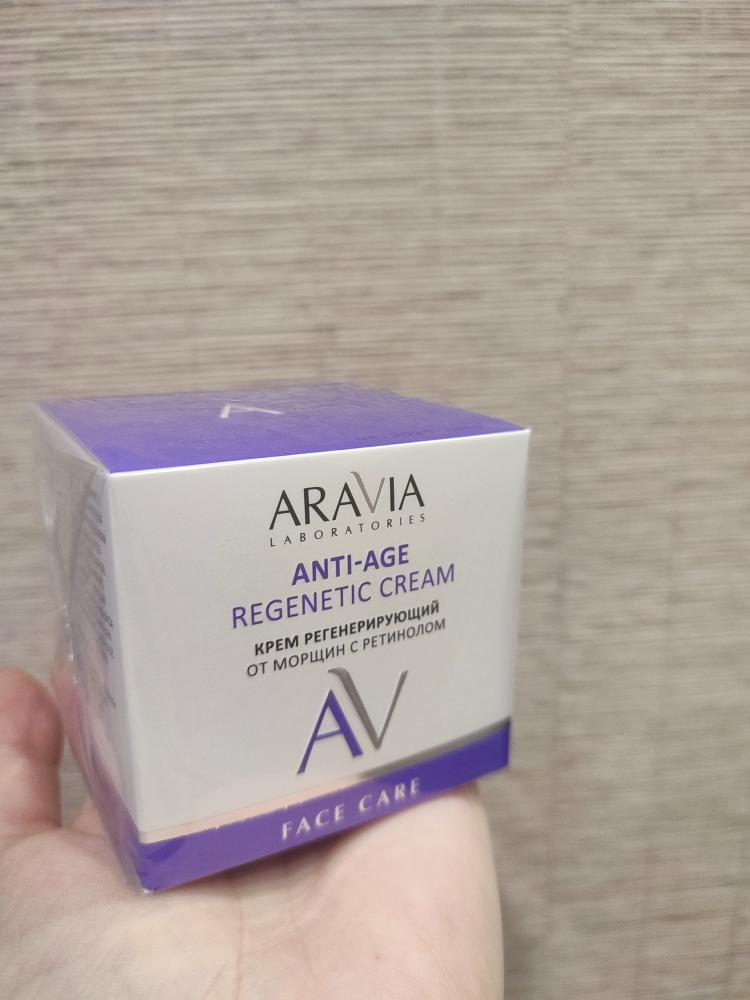 ARAVIA
LABORATORIES
ANTI-AGE
REGENETIC CREAM
КРЕМ РЕГЕНЕРИРУЮЩИЙ
ОТ МОРЩИН С РЕТИНОЛОМ
AV
FACE CARE